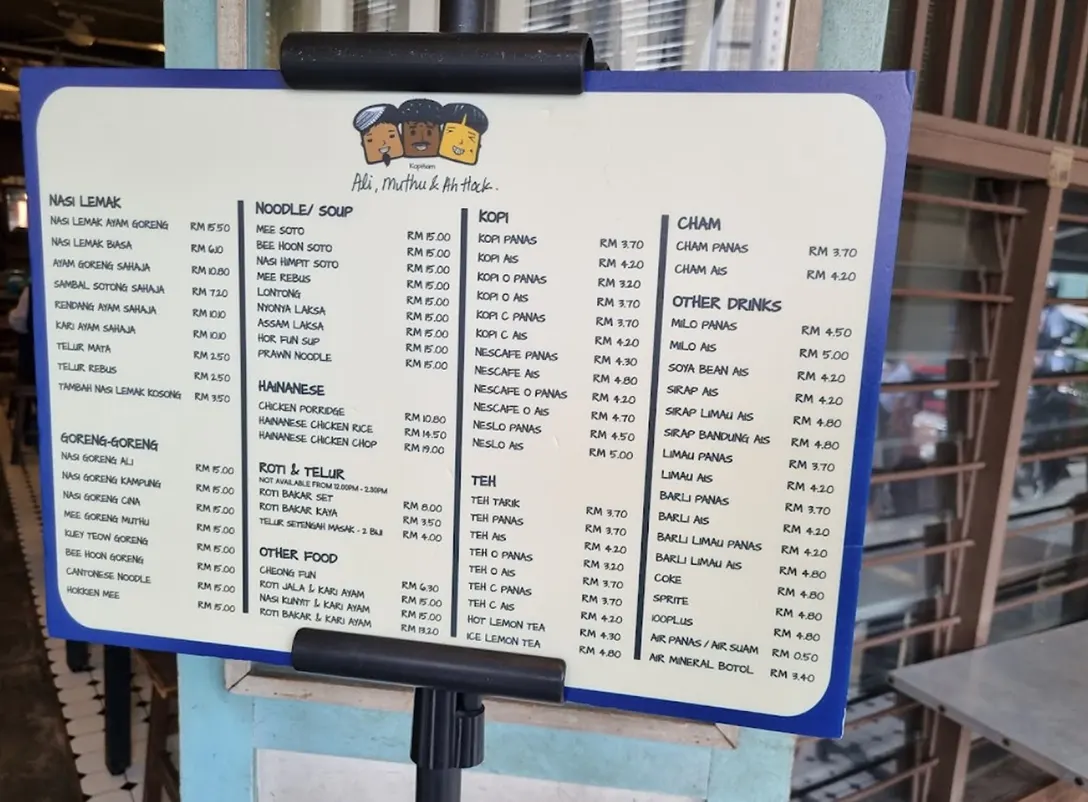 Kopitiam
Ali, Muthu & Ah Hock.
NASI LEMAK
NASI LEMAK AYAM GORENG RM 15.50
NASI LEMAK BIASA RM 6.10
AYAM GORENG SAHAJA RM 10.80
SAMBAL SOTONG SAHAJA RM 7.20
RENDANG AYAM SAHAJA RM 10.10
KARI AYAM SAHAJA RM 10.10
TELUR MATA RM 2.50
TELUR REBUS RM 2.50
TAMBAH NASI LEMAK KOSONG RM 3.50
GORENG-GORENG
NASI GORENG ALI RM 15.00
NASI GORENG KAMPUNG RM 15.00
NASI GORENG CINA RM 15.00
MEE GORENG MUTHU RM 15.00
KUEY TEOW GORENG RM 15.00
BEE HOON GORENG RM 15.00
CANTONESE NOODLE RM 15.00
HOKKEN MEE RM 15.00
NOODLE/ SOUP
MEE SOTO RM 15.00
BEE HOON SOTO RM 15.00
NASI HIMPIT SOTO RM 15.00
MEE REBUS RM 15.00
LONTONG RM 15.00
NYONYA LAKSA RM 15.00
ASSAM LAKSA RM 15.00
HOR FUN SUP RM 15.00
PRAWN NOODLE RM 15.00
HAINANESE
CHICKEN PORRIDGE RM 10.80
HAINANESE CHICKEN RICE RM 14.50
HAINANESE CHICKEN CHOP RM 19.00
ROTI & TELUR
NOT AVAILABLE FROM 12.00PM - 2.30PM
ROTI BAKAR SET RM 8.00
ROTI BAKAR KAYA RM 3.50
TELUR SETENGAH MASAK - 2 BIJI RM 4.00
OTHER FOOD
CHEONG FUN RM 6.30
ROTI JALA & KARI AYAM RM 15.00
NASI KUNYIT & KARI AYAM RM 15.00
ROTI BAKAR & KARI AYAM RM 13.20
KOPI
KOPI PANAS RM 3.70
KOPI AIS RM 4.20
KOPI O PANAS RM 3.20
KOPI O AIS RM 3.70
KOPI C PANAS RM 3.70
KOPI C AIS RM 4.20
NESCAFE PANAS RM 4.30
NESCAFE AIS RM 4.80
NESCAFE O PANAS RM 4.20
NESCAFE O AIS RM 4.70
NESLO PANAS RM 4.50
NESLO AIS RM 5.00
TEH
TEH TARIK RM 3.70
TEH PANAS RM 3.70
TEH AIS RM 4.20
TEH O PANAS RM 3.20
TEH O AIS RM 3.70
TEH C PANAS RM 3.70
TEH C AIS RM 4.20
HOT LEMON TEA RM 4.30
ICE LEMON TEA RM 4.80
CHAM
CHAM PANAS RM 3.70
CHAM AIS RM 4.20
OTHER DRINKS
MILO PANAS RM 4.50
MILO AIS RM 5.00
SOYA BEAN AIS RM 4.20
SIRAP AIS RM 4.20
SIRAP LIMAU AIS RM 4.80
SIRAP BANDUNG AIS RM 4.80
LIMAU PANAS RM 3.70
LIMAU AIS RM 4.20
BARLI PANAS RM 3.70
BARLI AIS RM 4.20
BARLI LIMAU PANAS RM 4.20
BARLI LIMAU AIS RM 4.80
COKE RM 4.80
SPRITE RM 4.80
100PLUS RM 4.80
AIR PANAS / AIR SUAM RM 0.50
AIR MINERAL BOTOL RM 3.40